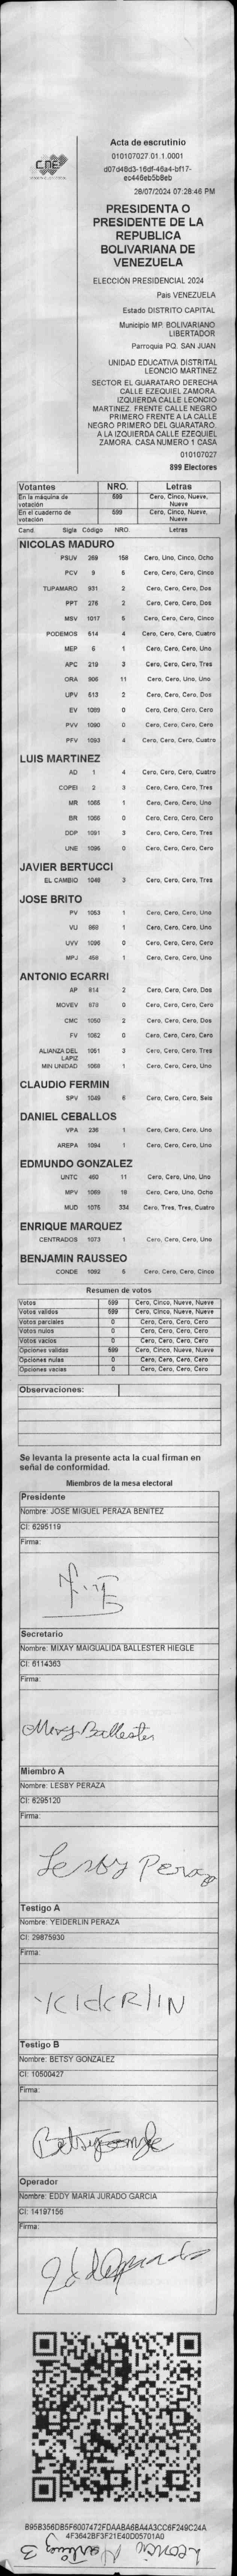 CNE
Acta de escrutinio
010107027.01.1.0001
d07d48d3-16df-46a4-bf17-
ec446eb5b8eb
28/07/2024 07:28:46 PM
PRESIDENTA O
PRESIDENTE DE LA
REPUBLICA
BOLIVARIANA DE
VENEZUELA
ELECCIÓN PRESIDENCIAL 2024
Pais VENEZUELA
Estado DISTRITO CAPITAL
Municipio MP. BOLIVARIANO
LIBERTADOR
Parroquia PQ. SAN JUAN
UNIDAD EDUCATIVA DISTRITAL
LEONCIO MARTINEZ
SECTOR EL GUARATARO DERECHA
CALLE EZEQUIEL ZAMORA.
IZQUIERDA CALLE LEONCIO
MARTINEZ. FRENTE CALLE NEGRO
PRIMERO FRENTE A LA CALLE
NEGRO PRIMERO DEL GUARATARO.
A LA IZQUIERDA CALLE EZEQUIEL
ZAMORA. CASA NUMERO 1 CASA
010107027
899 Electores
Votantes NRO. Letras
En la máquina de votación 599 Cero, Cinco, Nueve, Nueve
En el cuaderno de votación 599 Cero, Cinco, Nueve, Nueve
Cand. Sigla Código NRO. Letras
NICOLAS MADURO
PSUV 269 158 Cero, Uno, Cinco, Ocho
PCV 9 5 Cero, Cero, Cero, Cinco
TUPAMARO 931 2 Cero, Cero, Cero, Dos
PPT 276 2 Cero, Cero, Cero, Dos
MSV 1017 5 Cero, Cero, Cero, Cinco
PODEMOS 514 4 Cero, Cero, Cero, Cuatro
MEP 6 1 Cero, Cero, Cero, Uno
APC 219 3 Cero, Cero, Cero, Tres
ORA 906 11 Cero, Cero, Uno, Uno
UPV 513 2 Cero, Cero, Cero, Dos
EV 1089 0 Cero, Cero, Cero, Cero
PVV 1090 0 Cero, Cero, Cero, Cero
PFV 1093 4 Cero, Cero, Cero, Cuatro
LUIS MARTINEZ
AD 1 4 Cero, Cero, Cero, Cuatro
COPEI 2 3 Cero, Cero, Cero, Tres
MR 1065 1 Cero, Cero, Cero, Uno
BR 1066 0 Cero, Cero, Cero, Cero
DDP 1091 3 Cero, Cero, Cero, Tres
UNE 1095 0 Cero, Cero, Cero, Cero
JAVIER BERTUCCI
EL CAMBIO 1048 3 Cero, Cero, Cero, Tres
JOSE BRITO
PV 1053 1 Cero, Cero, Cero, Uno
VU 868 1 Cero, Cero, Cero, Uno
UVV 1096 0 Cero, Cero, Cero, Cero
MPJ 458 1 Cero, Cero, Cero, Uno
ANTONIO ECARRI
AP 814 2 Cero, Cero, Cero, Dos
MOVEV 970 0 Cero, Cero, Cero, Cero
CMC 1050 2 Cero, Cero, Cero, Dos
FV 1062 0 Cero, Cero, Cero, Cero
ALIANZA DEL LAPIZ 1051 3 Cero, Cero, Cero, Tres
MIN UNIDAD 1068 1 Cero, Cero, Cero, Uno
CLAUDIO FERMIN
SPV 1049 6 Cero, Cero, Cero, Seis
DANIEL CEBALLOS
VPA 236 1 Cero, Cero, Cero, Uno
AREPA 1094 1 Cero, Cero, Cero, Uno
EDMUNDO GONZALEZ
UNTC 460 11 Cero, Cero, Uno, Uno
MPV 1069 18 Cero, Cero, Uno, Ocho
MUD 1075 334 Cero, Tres, Tres, Cuatro
ENRIQUE MARQUEZ
CENTRADOS 1073 1 Cero, Cero, Cero, Uno
BENJAMIN RAUSSEO
CONDE 1092 5 Cero, Cero, Cero, Cinco
Resumen de votos
Votos 599 Cero, Cinco, Nueve, Nueve
Votos validos 599 Cero, Cinco, Nueve, Nueve
Votos parciales 0 Cero, Cero, Cero, Cero
Votos nulos 0 Cero, Cero, Cero, Cero
Votos vacios 0 Cero, Cero, Cero, Cero
Opciones validas 599 Cero, Cinco, Nueve, Nueve
Opciones nulas 0 Cero, Cero, Cero, Cero
Opciones vacias 0 Cero, Cero, Cero, Cero
Observaciones:
Se levanta la presente acta la cual firman en
señal de conformidad.
Miembros de la mesa electoral
Presidente
Nombre: JOSE MIGUEL PERAZA BENITEZ
CI: 6295119
Firma:
Secretario
Nombre: MIXAY MAIGUALIDA BALLESTER HIEGLE
CI: 6114363
Firma:
Ballester
Miembro A
Nombre: LESBY PERAZA
CI: 6295120
Firma:
Lesby Peraza
Testigo A
Nombre: YEIDERLIN PERAZA
CI: 29875930
Firma:
Testigo B
Nombre: BETSY GONZALEZ
CI: 10500427
Firma:
Operador
Nombre: EDDY MARIA JURADO GARCIA
CI: 14197156
Firma:
B95B356DB5F6007472FDAABA6BA4A3CC6F249C24A
4F3642BF3F21E40D05701A0
Leoncio Martinez 3